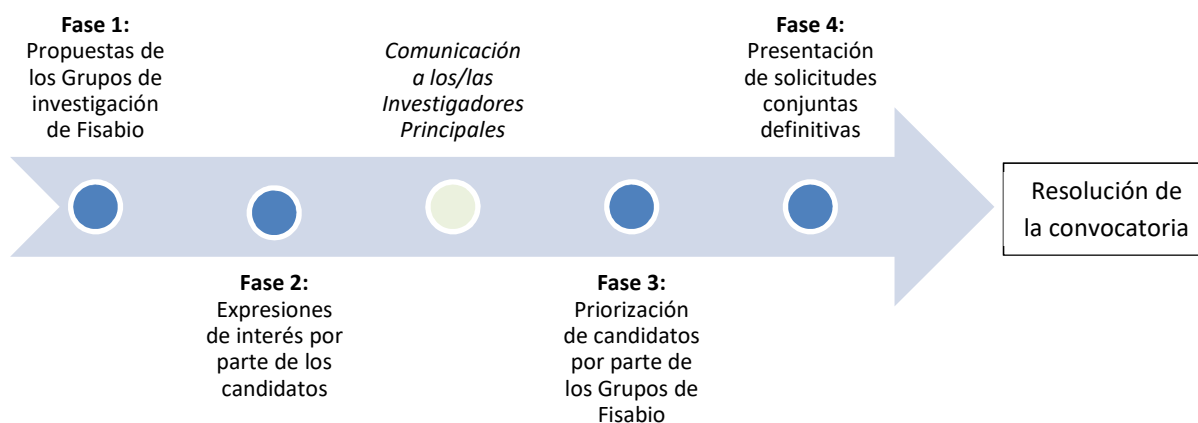 Fase 1:
Propuestas de
los Grupos de
investigación
de Fisabio
Fase 2:
Expresiones
de interés por
parte de los
candidatos
Comunicación
a los/las
Investigadores
Principales
Fase 3:
Priorización
de candidatos
por parte de
los Grupos de
Fisabio
Fase 4:
Presentación
de solicitudes
conjuntas
definitivas
Resolución de
la convocatoria